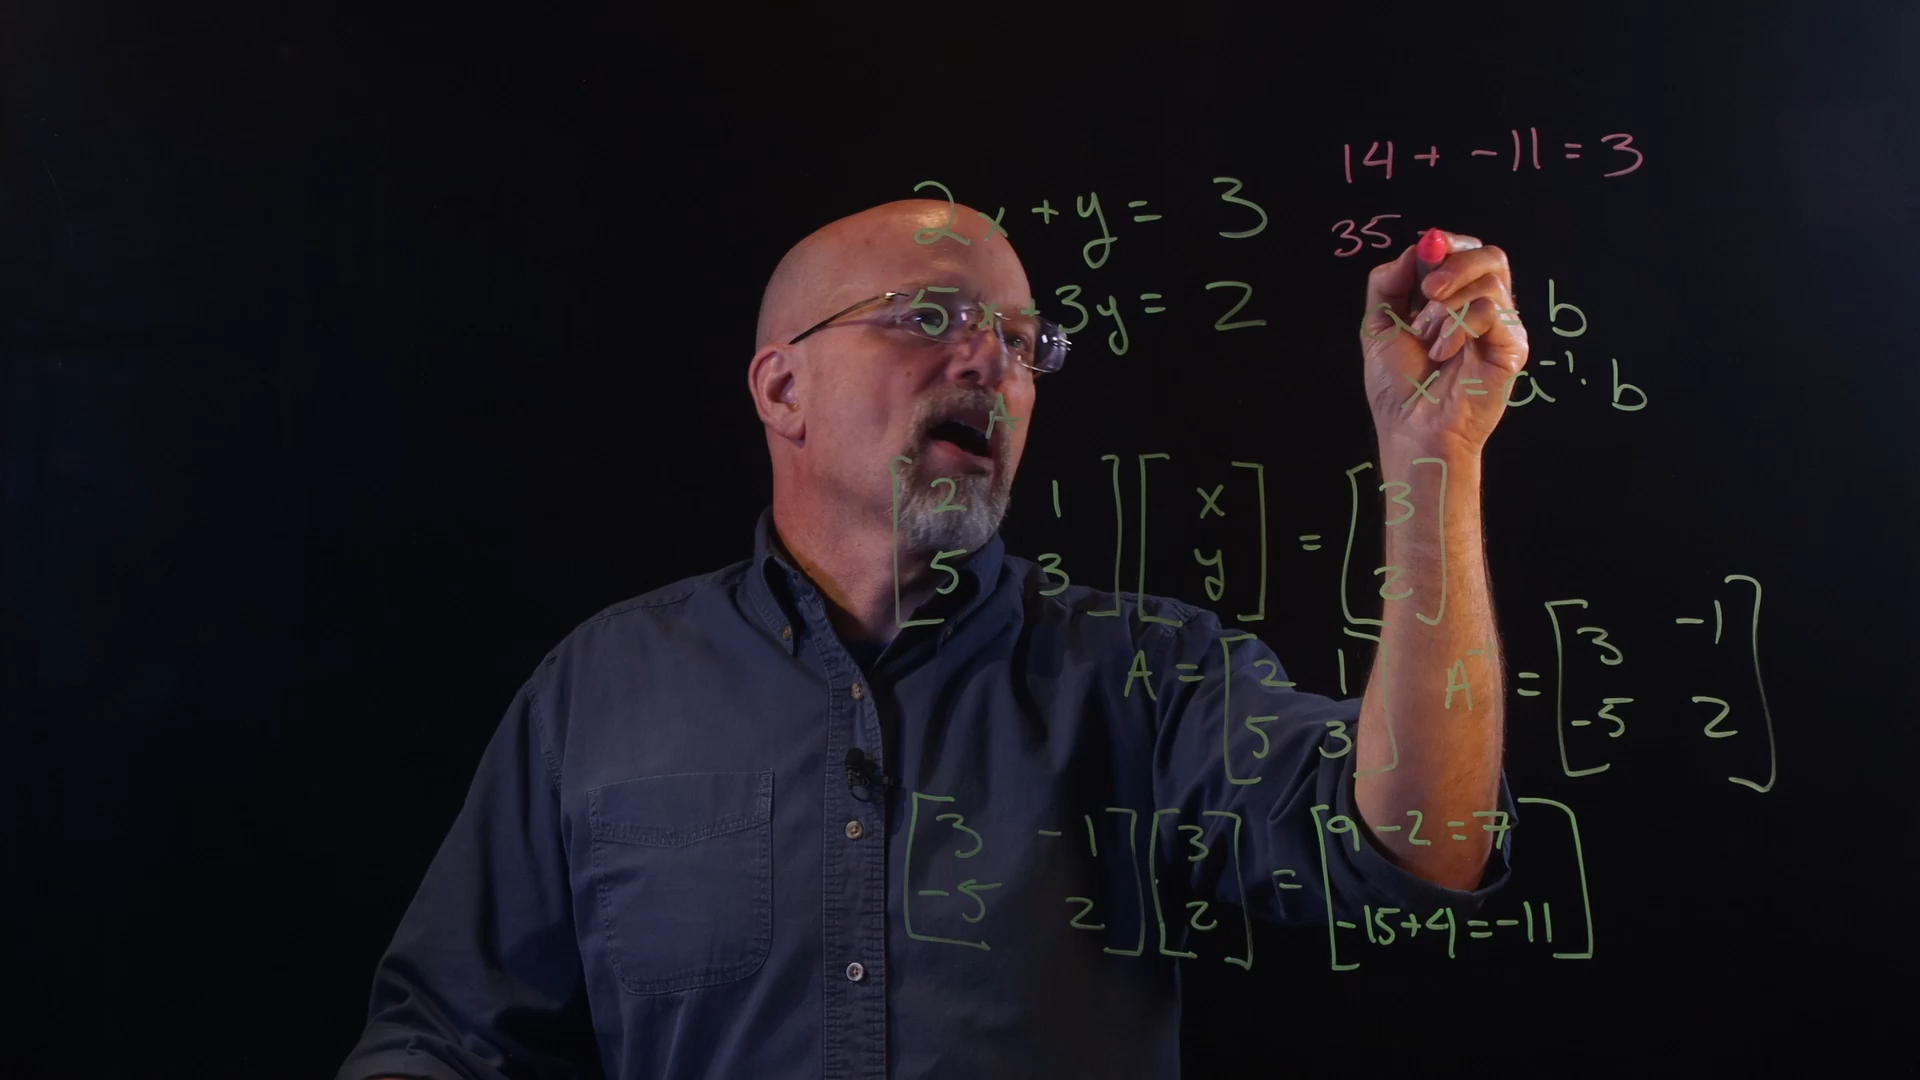 14 + -11 = 3
2x + y = 3
35 -
5x + 3y = 2
a x = b
x = a⁻¹ · b
A
[2 1] [x] = [3]
[5 3] [y] [2]
A = [2 1] A⁻¹ = [3 -1]
[5 3] [-5 2]
[3 -1] [3] = [9 - 2 = 7]
[-5 2] [2] [-15 + 4 = -11]